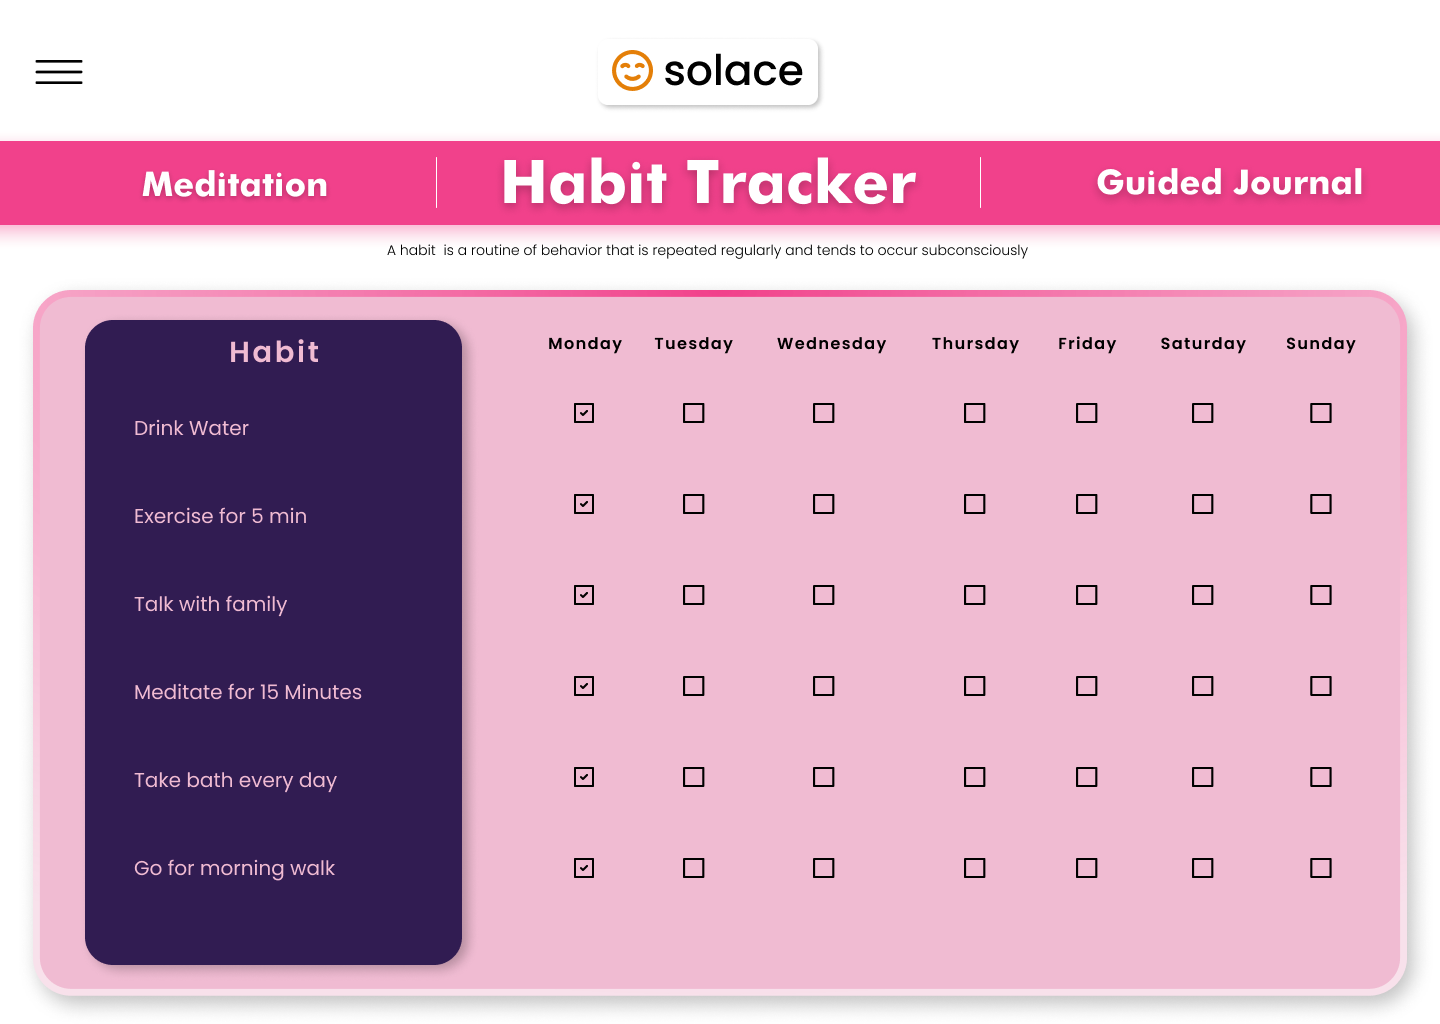 solace
Meditation
Habit Tracker
Guided Journal
A habit  is a routine of behavior that is repeated regularly and tends to occur subconsciously
Habit
Monday Tuesday Wednesday Thursday Friday Saturday Sunday
Drink Water
Exercise for 5 min
Talk with family
Meditate for 15 Minutes
Take bath every day
Go for morning walk